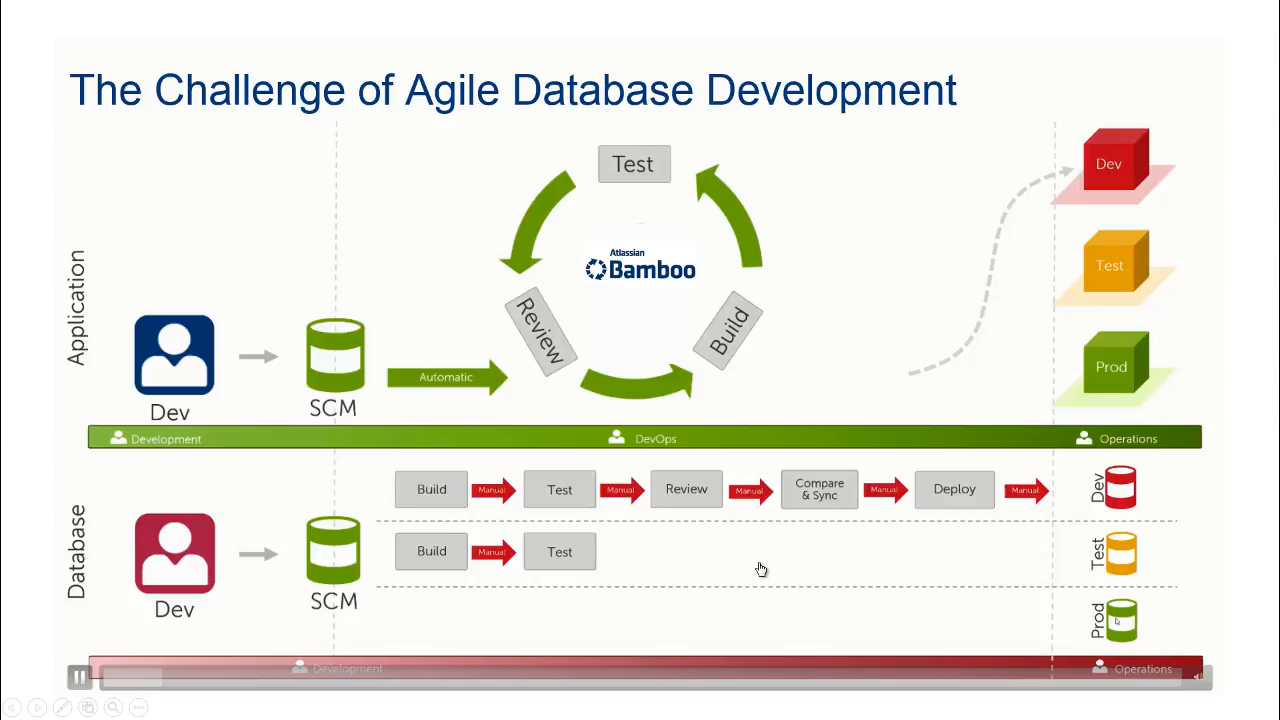 The Challenge of Agile Database Development
Application
Test
Atlassian
Bamboo
Review
Build
Dev
SCM
Automatic
Dev
Test
Prod
Development
DevOps
Operations
Database
Dev
SCM
Build
Manual
Test
Manual
Review
Manual
Compare
& Sync
Manual
Deploy
Manual
Dev
Build
Manual
Test
Test
Prod
Development
Operations